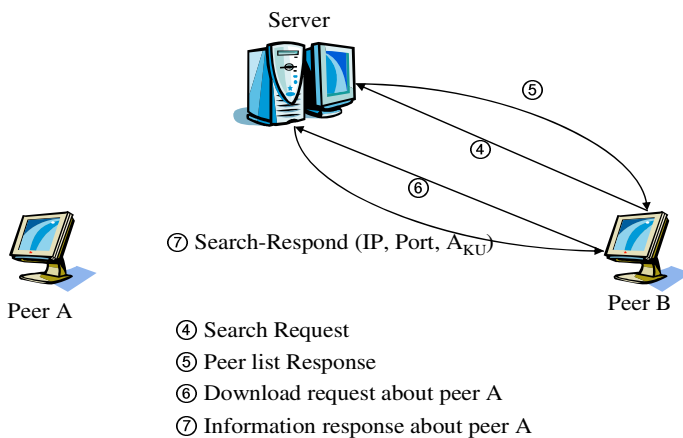 Server
⑤
④
⑥
⑦ Search-Respond (IP, Port, A_KU)
Peer A
Peer B
④ Search Request
⑤ Peer list Response
⑥ Download request about peer A
⑦ Information response about peer A